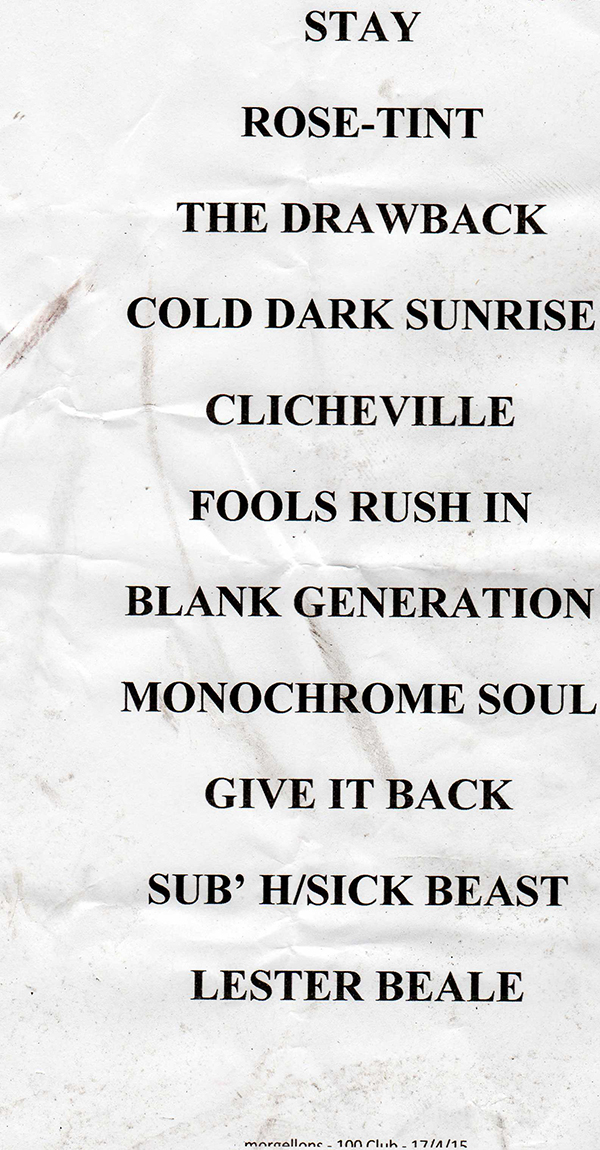 STAY
ROSE-TINT
THE DRAWBACK
COLD DARK SUNRISE
CLICHEVILLE
FOOLS RUSH IN
BLANK GENERATION
MONOCHROME SOUL
GIVE IT BACK
SUB’ H/SICK BEAST
LESTER BEALE
morgellons - 100 Club - 17/4/15